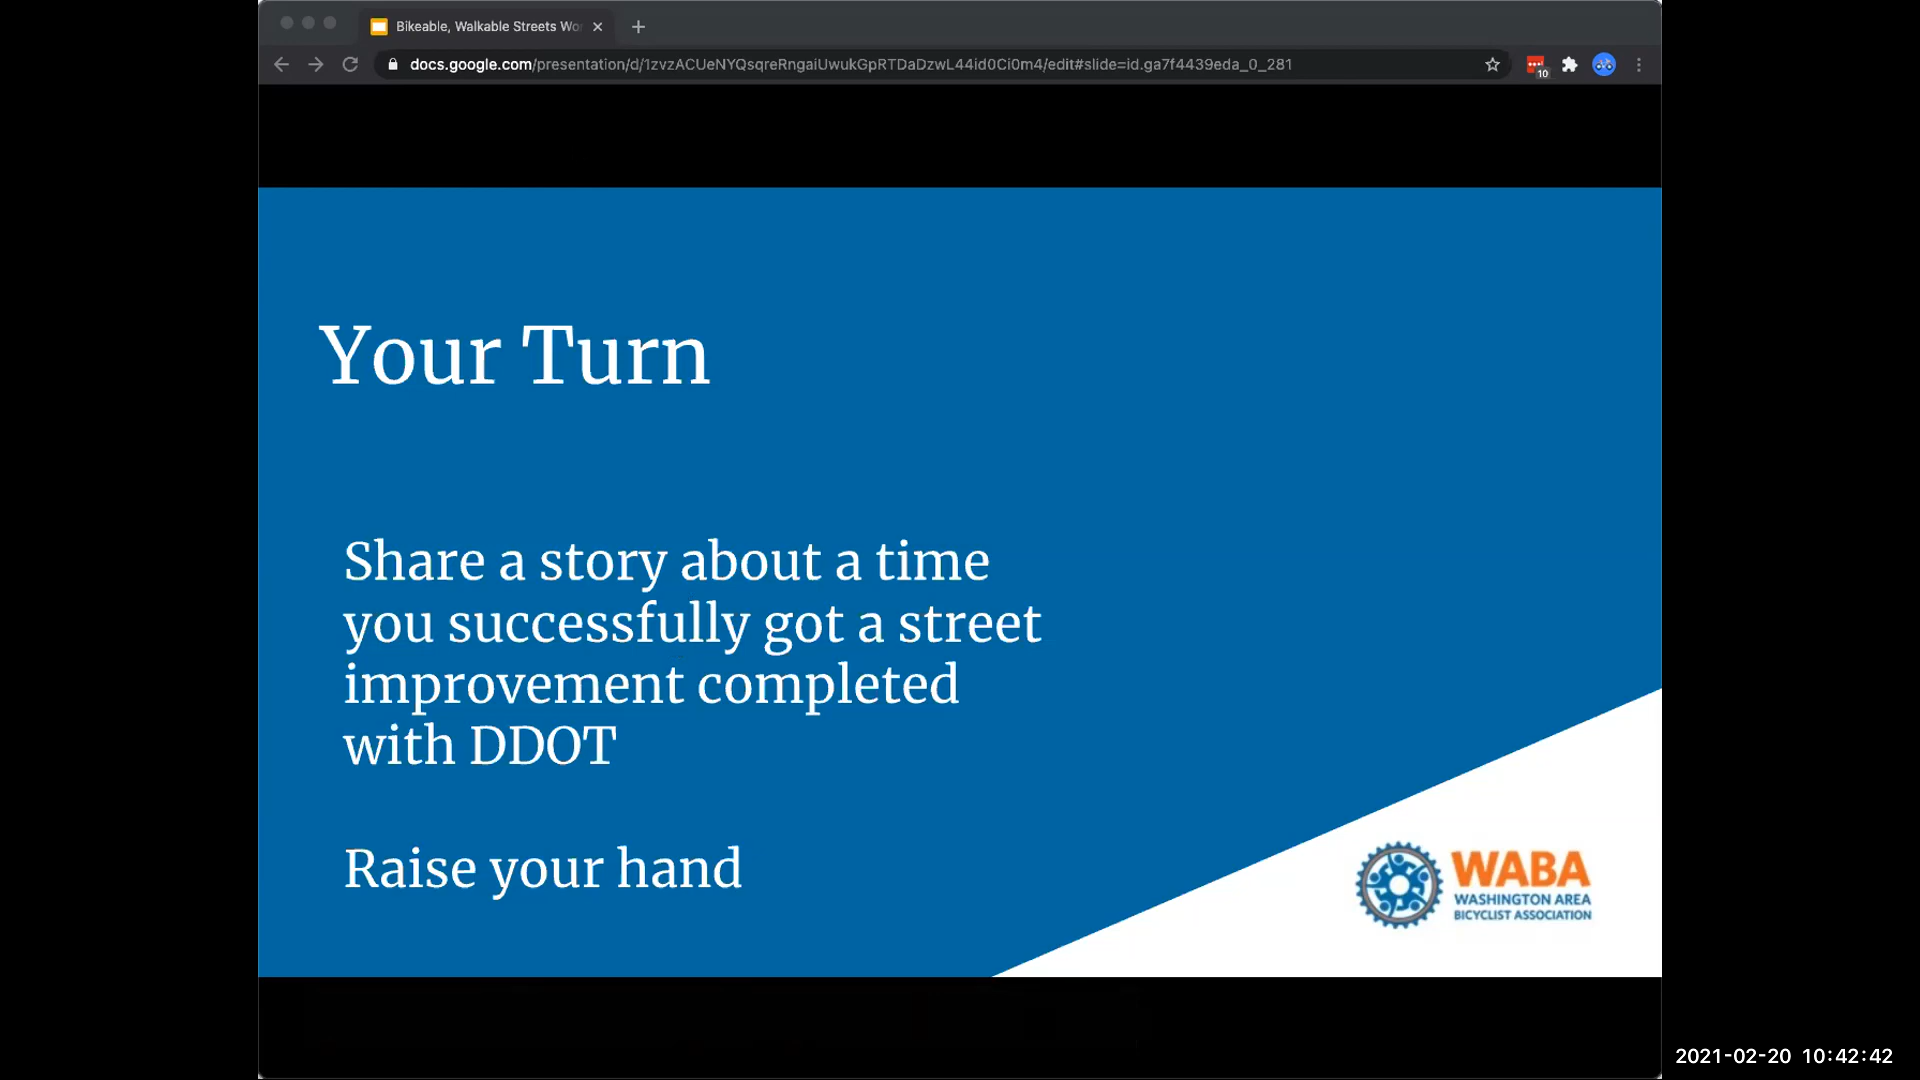 Bikeable, Walkable Streets Wo
docs.google.com/presentation/d/1zvzACUeNYQsqreRngaiUwukGpRTDaDzwL44id0Ci0m4/edit#slide=id.ga7f4439eda_0_281
10
Your Turn
Share a story about a time
you successfully got a street
improvement completed
with DDOT
Raise your hand
WABA
WASHINGTON AREA
BICYCLIST ASSOCIATION
2021-02-20 10:42:42